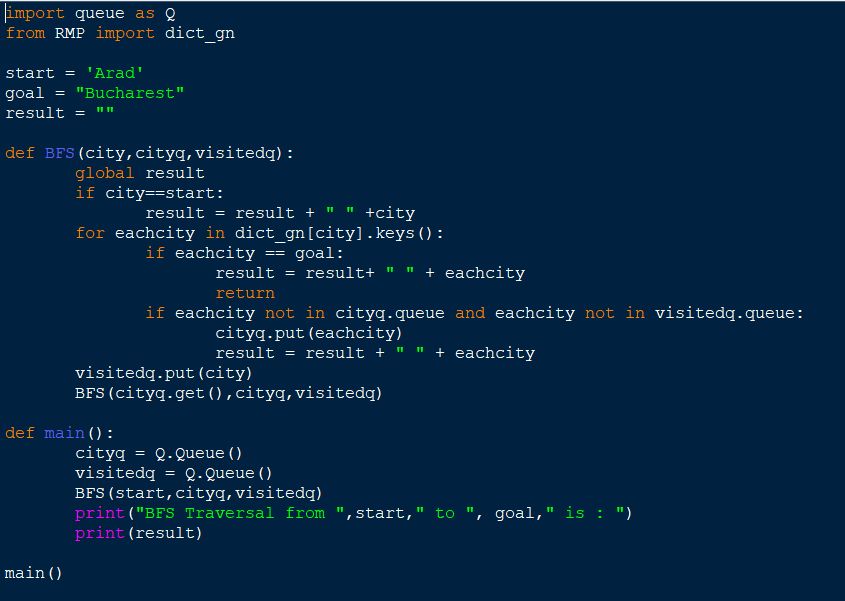 import queue as Q
from RMP import dict_gn

start = 'Arad'
goal = "Bucharest"
result = ""

def BFS(city,cityq,visitedq):
       global result
       if city==start:
              result = result + " " +city
       for eachcity in dict_gn[city].keys():
              if eachcity == goal:
                     result = result+ " " + eachcity
                     return
              if eachcity not in cityq.queue and eachcity not in visitedq.queue:
                     cityq.put(eachcity)
                     result = result + " " + eachcity
       visitedq.put(city)
       BFS(cityq.get(),cityq,visitedq)

def main():
       cityq = Q.Queue()
       visitedq = Q.Queue()
       BFS(start,cityq,visitedq)
       print("BFS Traversal from ",start," to ", goal," is : ")
       print(result)

main()